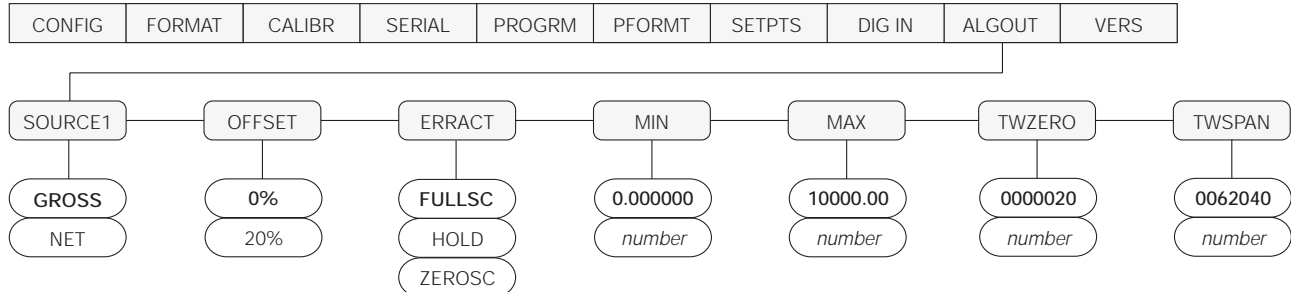 CONFIG FORMAT CALIBR SERIAL PROGRM PFORMT SETPTS DIG IN ALGOUT VERS
SOURCE1 OFFSET ERRACT MIN MAX TWZERO TWSPAN
GROSS 0% FULLSC 0.000000 10000.00 0000020 0062040
NET 20% HOLD number number number number
ZEROSC